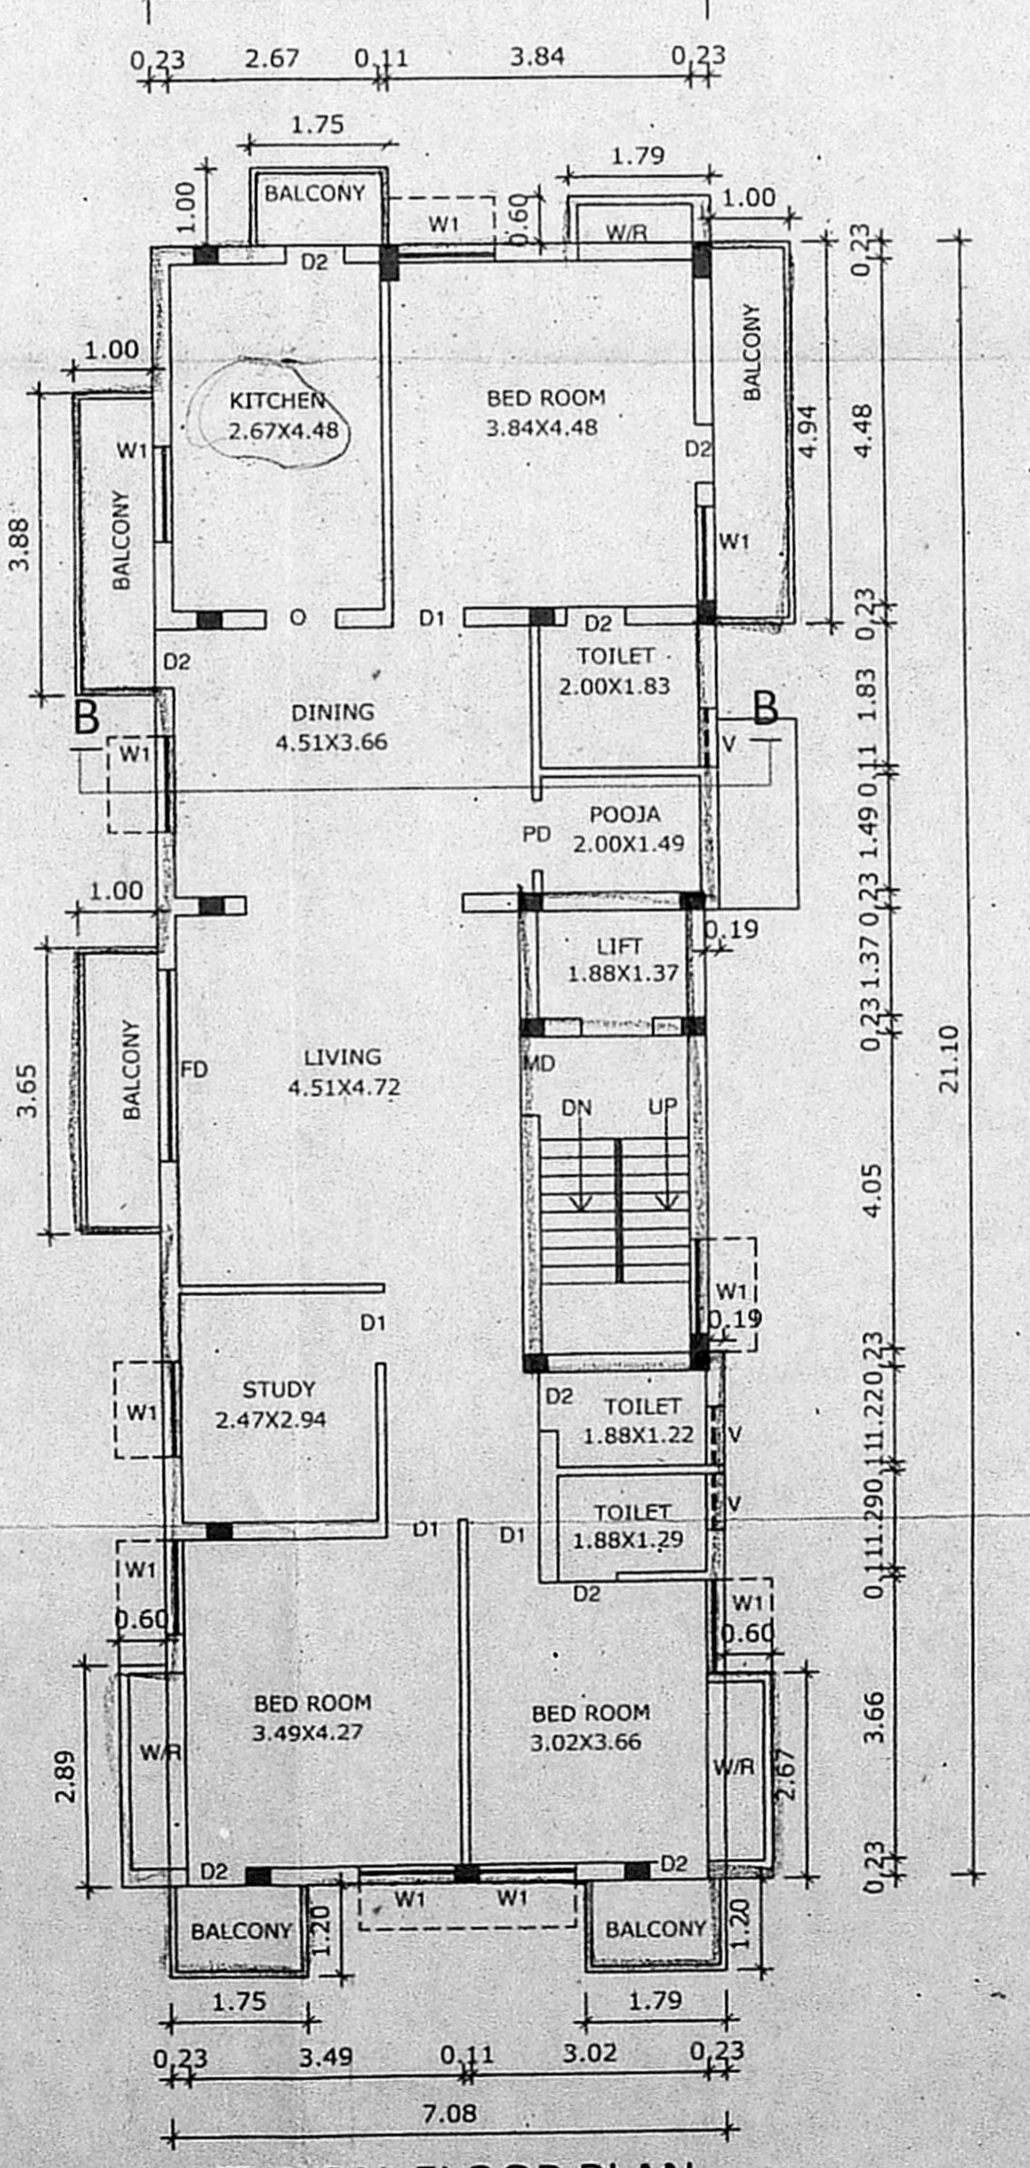 0,23 2.67 0,11 3.84 0,23
1.75
1.79
1.00
BALCONY
1.00
W1
0.60
W/R
D2
0,23
1.00
KITCHEN
2.67X4.48
BED ROOM
3.84X4.48
BALCONY
4.94
4.48
W1
D2
3.88
BALCONY
W1
O
D1
D2
0,23
D2
TOILET
2.00X1.83
1.83
B
DINING
4.51X3.66
B
W1
V
0,11
POOJA
2.00X1.49
PD
1.49
1.00
0,23
0.19
LIFT
1.88X1.37
1.37
0,23
BALCONY
3.65
FD
LIVING
4.51X4.72
MD
21.10
DN UP
4.05
W1
0.19
D1
0,23
W1
STUDY
2.47X2.94
D2
TOILET
1.88X1.22
V
1.22
0,11
D1
D1
TOILET
1.88X1.29
V
1.29
0,11
W1
0.60
D2
W1
0.60
BED ROOM
3.49X4.27
BED ROOM
3.02X3.66
3.66
W/R
2.89
W/R
2.67
D2
D2
0,23
W1 W1
BALCONY
1.20
BALCONY
1.20
1.75
1.79
0,23 3.49 0,11 3.02 0,23
7.08
FLOOR PLAN